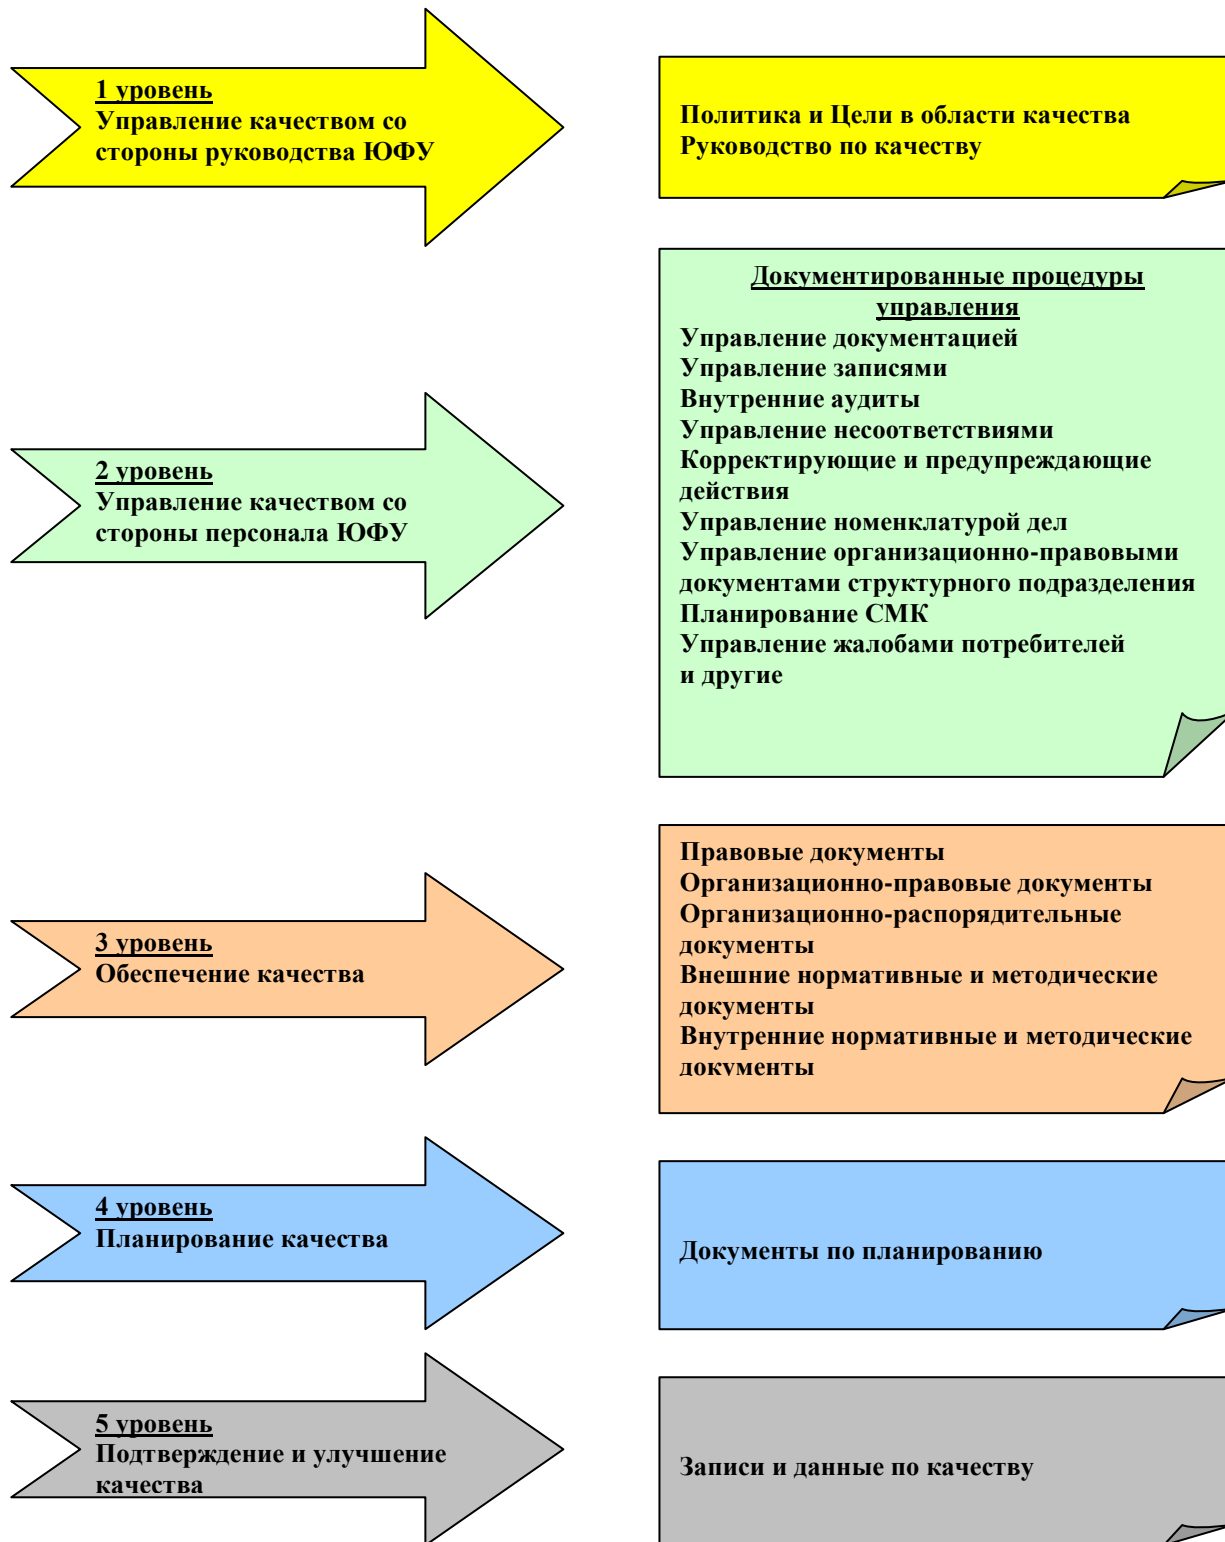 1 уровень
Управление качеством со
стороны руководства ЮФУ
Политика и Цели в области качества
Руководство по качеству
2 уровень
Управление качеством со
стороны персонала ЮФУ
Документированные процедуры
управления
Управление документацией
Управление записями
Внутренние аудиты
Управление несоответствиями
Корректирующие и предупреждающие
действия
Управление номенклатурой дел
Управление организационно-правовыми
документами структурного подразделения
Планирование СМК
Управление жалобами потребителей
и другие
3 уровень
Обеспечение качества
Правовые документы
Организационно-правовые документы
Организационно-распорядительные
документы
Внешние нормативные и методические
документы
Внутренние нормативные и методические
документы
4 уровень
Планирование качества
Документы по планированию
5 уровень
Подтверждение и улучшение
качества
Записи и данные по качеству